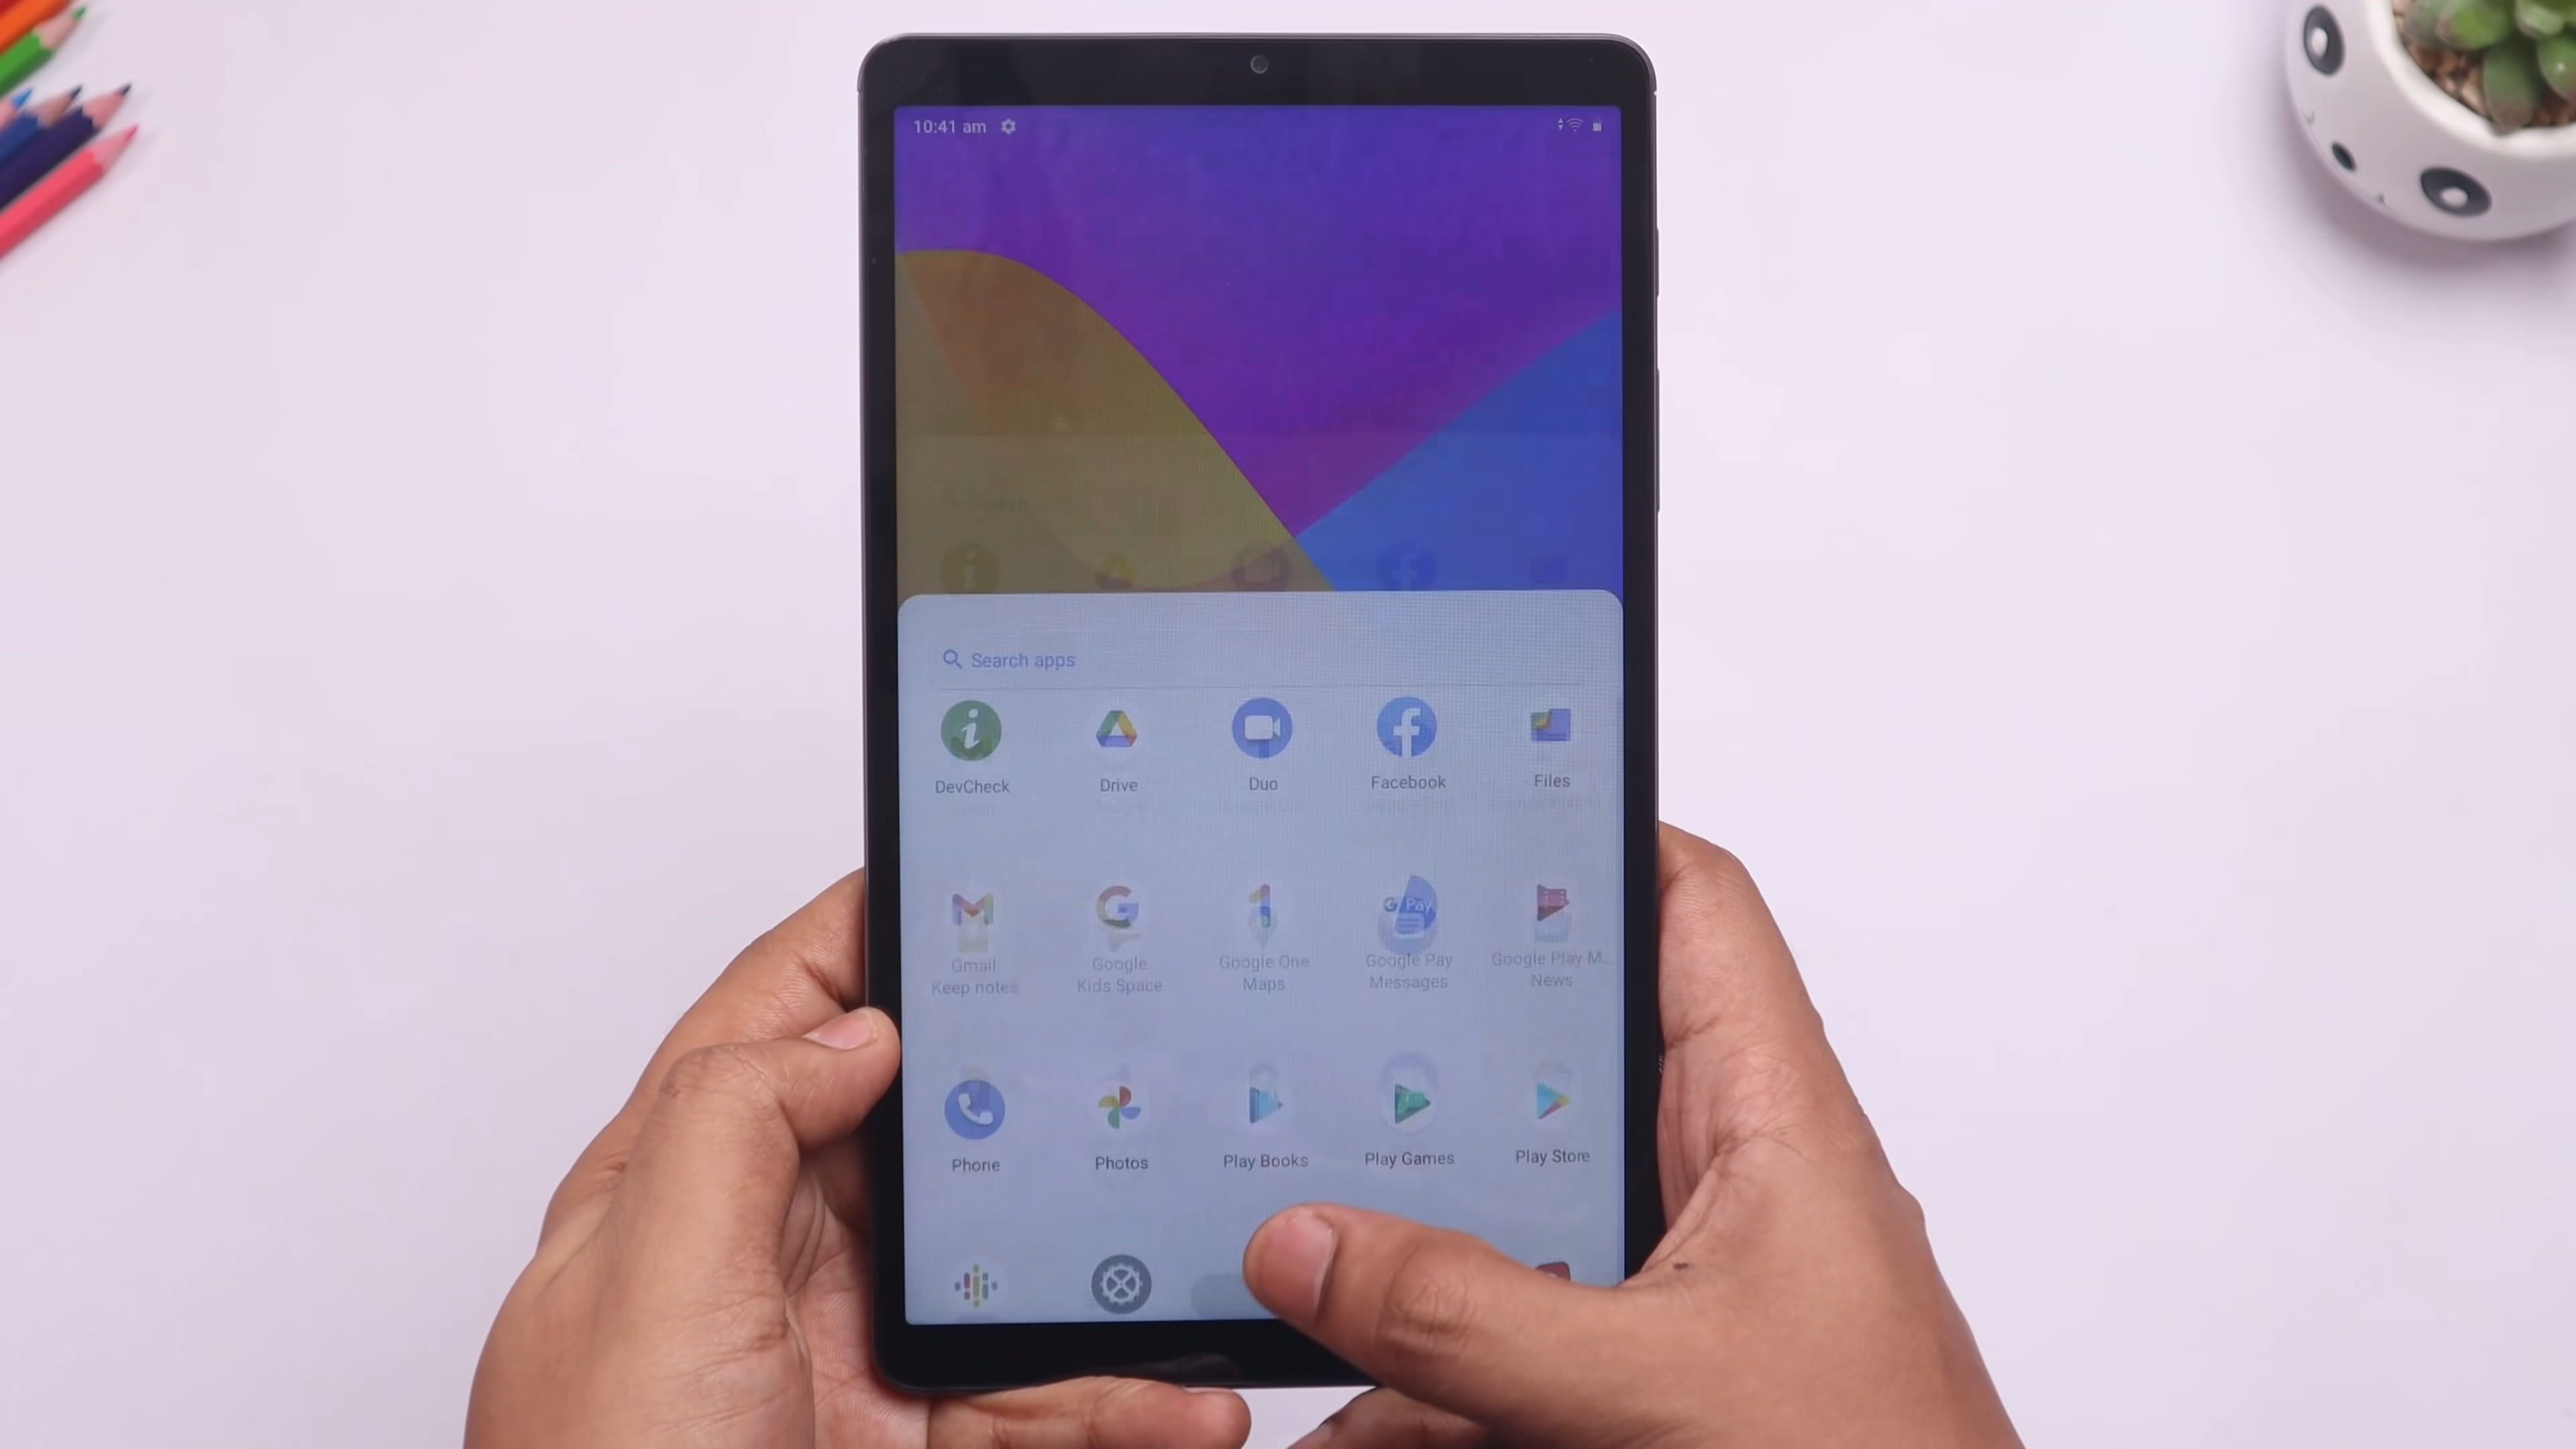 10:41 am
Search apps
DevCheck Drive Duo Facebook Files
G Pay
Gmail Google Google One Google Pay Google Play M...
Keep notes Kids Space Maps Messages News
Phone Photos Play Books Play Games Play Store